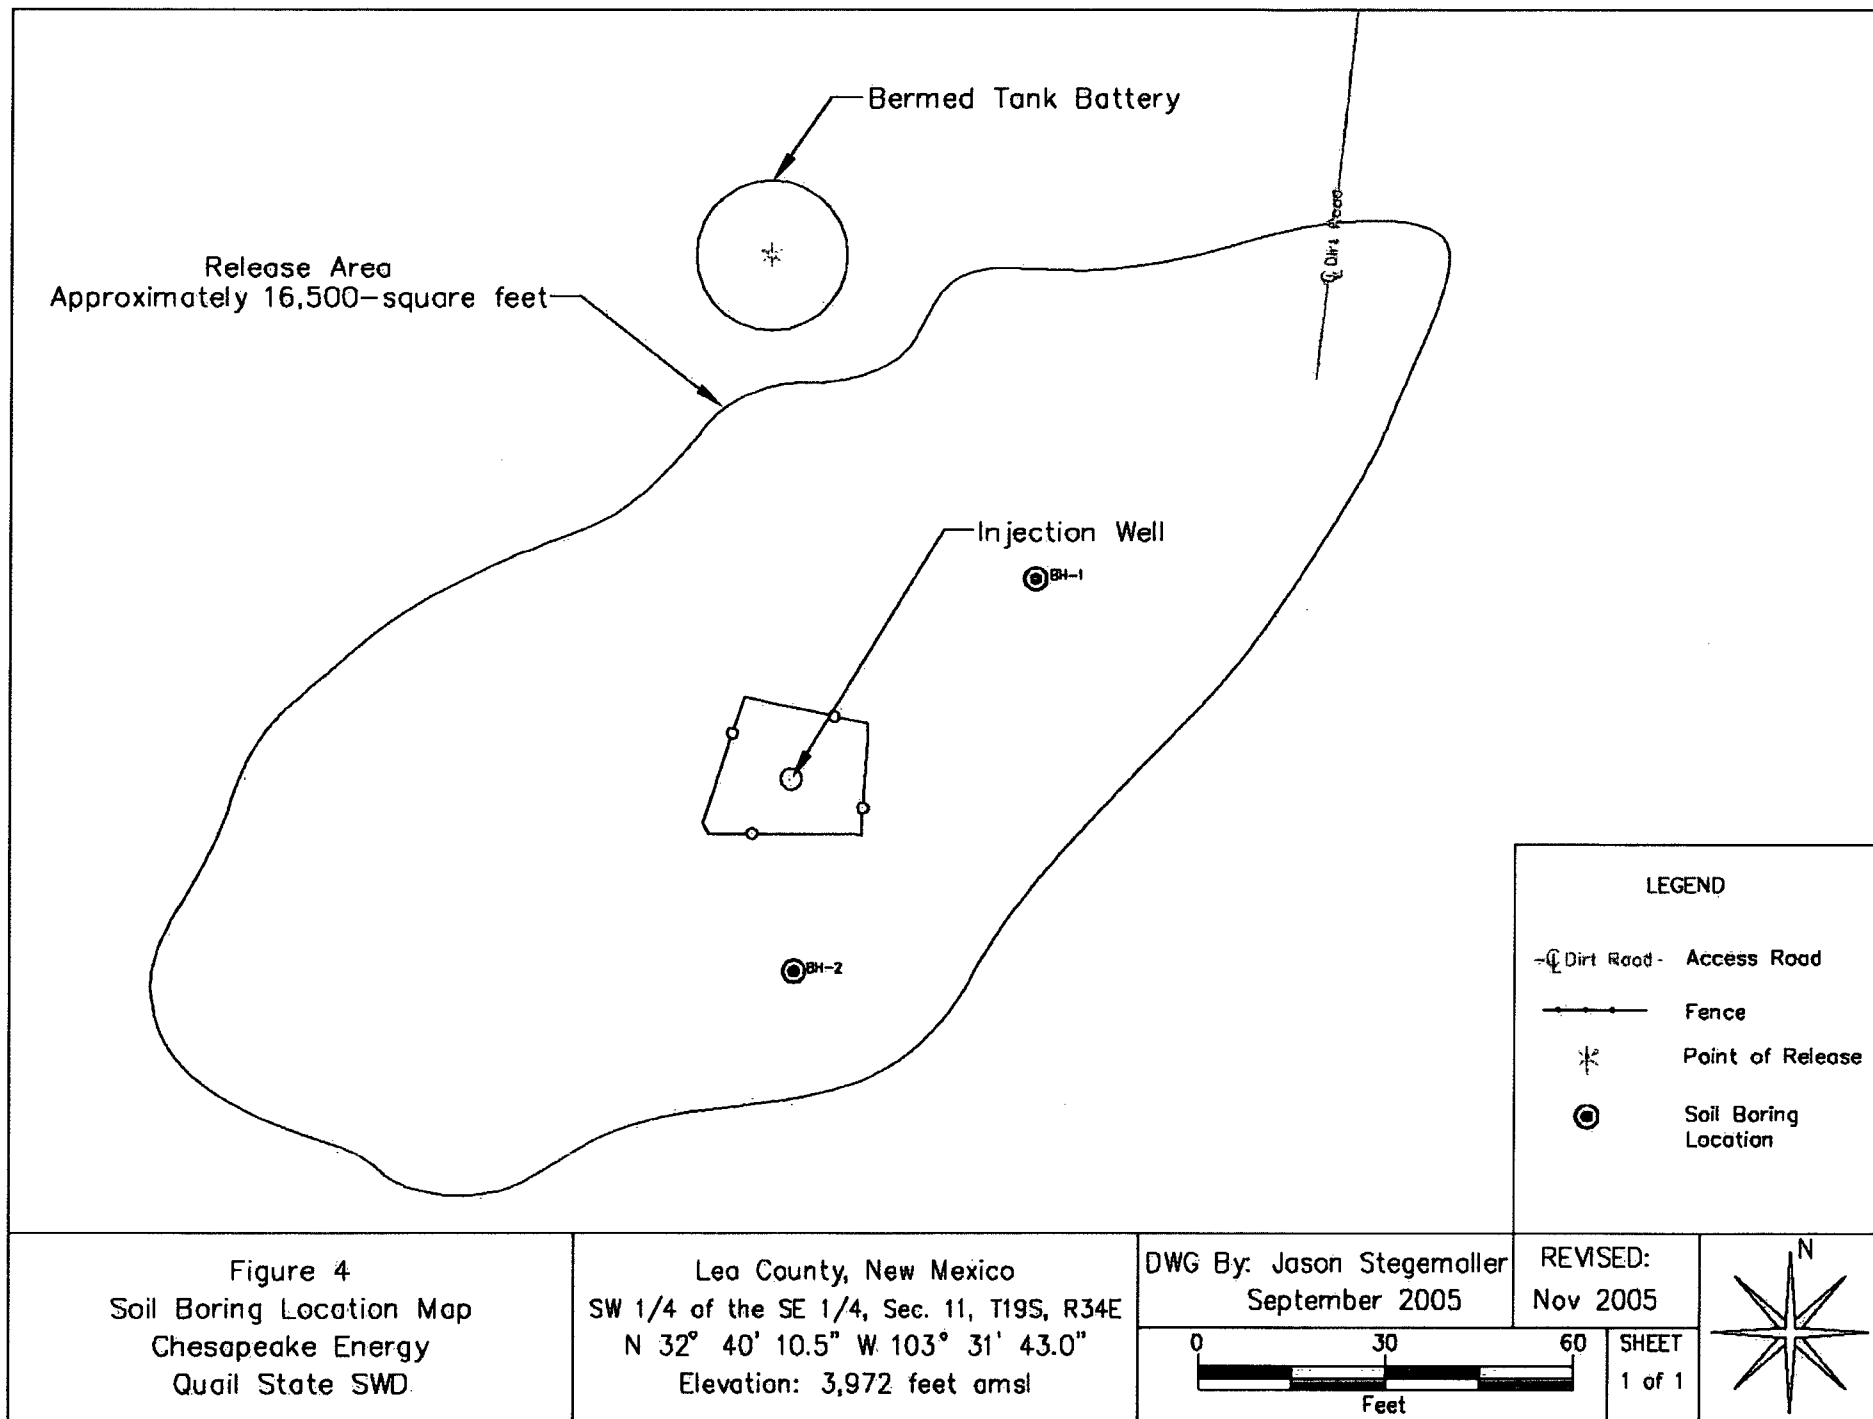 Bermed Tank Battery
℄ Dirt Road
Release Area
Approximately 16,500-square feet
Injection Well
BH-1
BH-2
LEGEND
-℄ Dirt Road- Access Road
Fence
Point of Release
Soil Boring
Location
Figure 4
Soil Boring Location Map
Chesapeake Energy
Quail State SWD
Lea County, New Mexico
SW 1/4 of the SE 1/4, Sec. 11, T19S, R34E
N 32° 40' 10.5" W 103° 31' 43.0"
Elevation: 3,972 feet amsl
DWG By: Jason Stegemoller
September 2005
REVISED:
Nov 2005
0 30 60
Feet
SHEET
1 of 1
N